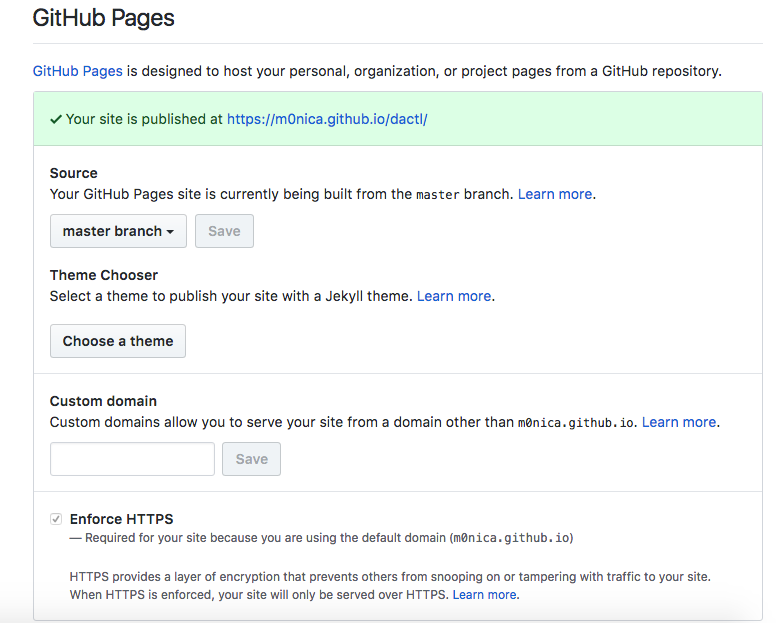 GitHub Pages
GitHub Pages is designed to host your personal, organization, or project pages from a GitHub repository.
✓ Your site is published at https://m0nica.github.io/dactl/
Source
Your GitHub Pages site is currently being built from the master branch. Learn more.
master branch Save
Theme Chooser
Select a theme to publish your site with a Jekyll theme. Learn more.
Choose a theme
Custom domain
Custom domains allow you to serve your site from a domain other than m0nica.github.io. Learn more.
Save
Enforce HTTPS
— Required for your site because you are using the default domain (m0nica.github.io)
HTTPS provides a layer of encryption that prevents others from snooping on or tampering with traffic to your site.
When HTTPS is enforced, your site will only be served over HTTPS. Learn more.